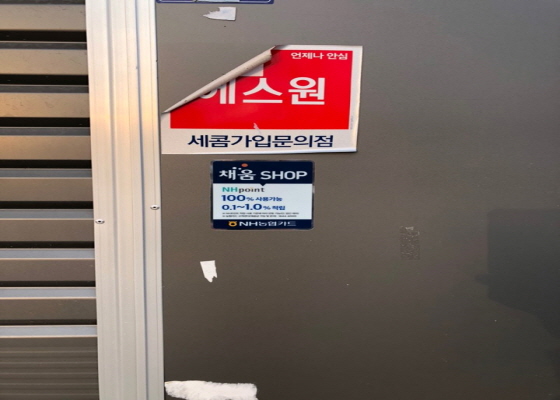 언제나 안심
에스원
세콤가입문의점
채움 SHOP
NHpoint
100% 사용가능
0.1~1.0% 적립
NH농협카드